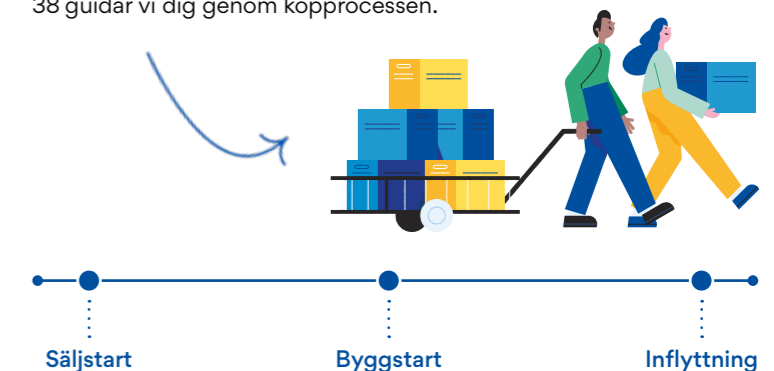 38 guidar vi dig genom köpprocessen.
Säljstart
Byggstart
Inflyttning